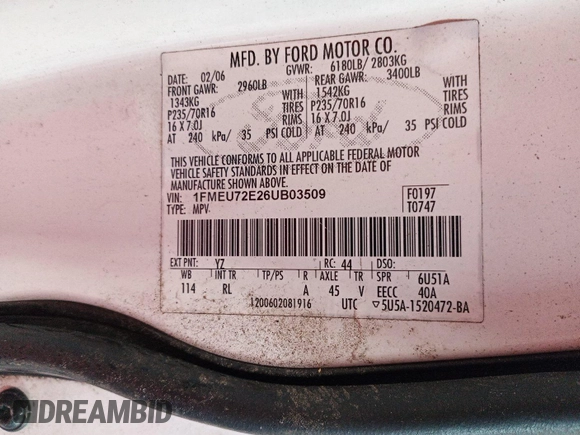 MFD. BY FORD MOTOR CO.
DATE: 02/06 GVWR: 6180LB/ 2803KG
FRONT GAWR: 2960LB REAR GAWR: 3400LB
1343KG WITH 1542KG WITH
P235/70R16 TIRES P235/70R16 TIRES
16 X 7.0J RIMS 16 X 7.0J RIMS
AT 240 kPa/ 35 PSI COLD AT 240 kPa/ 35 PSI COLD
THIS VEHICLE CONFORMS TO ALL APPLICABLE FEDERAL MOTOR
VEHICLE SAFETY STANDARDS IN EFFECT ON THE DATE OF
MANUFACTURE SHOWN ABOVE.
VIN: 1FMEU72E26UB03509 F0197
TYPE: MPV T0747
EXT PNT: YZ RC: 44 DSO:
WB INT TR TP/PS R AXLE TR SPR 6U51A
114 RL A 45 V EECC 40A
1200602081916 UTC ▽5U5A-1520472-BA
Ford
DREAMBID